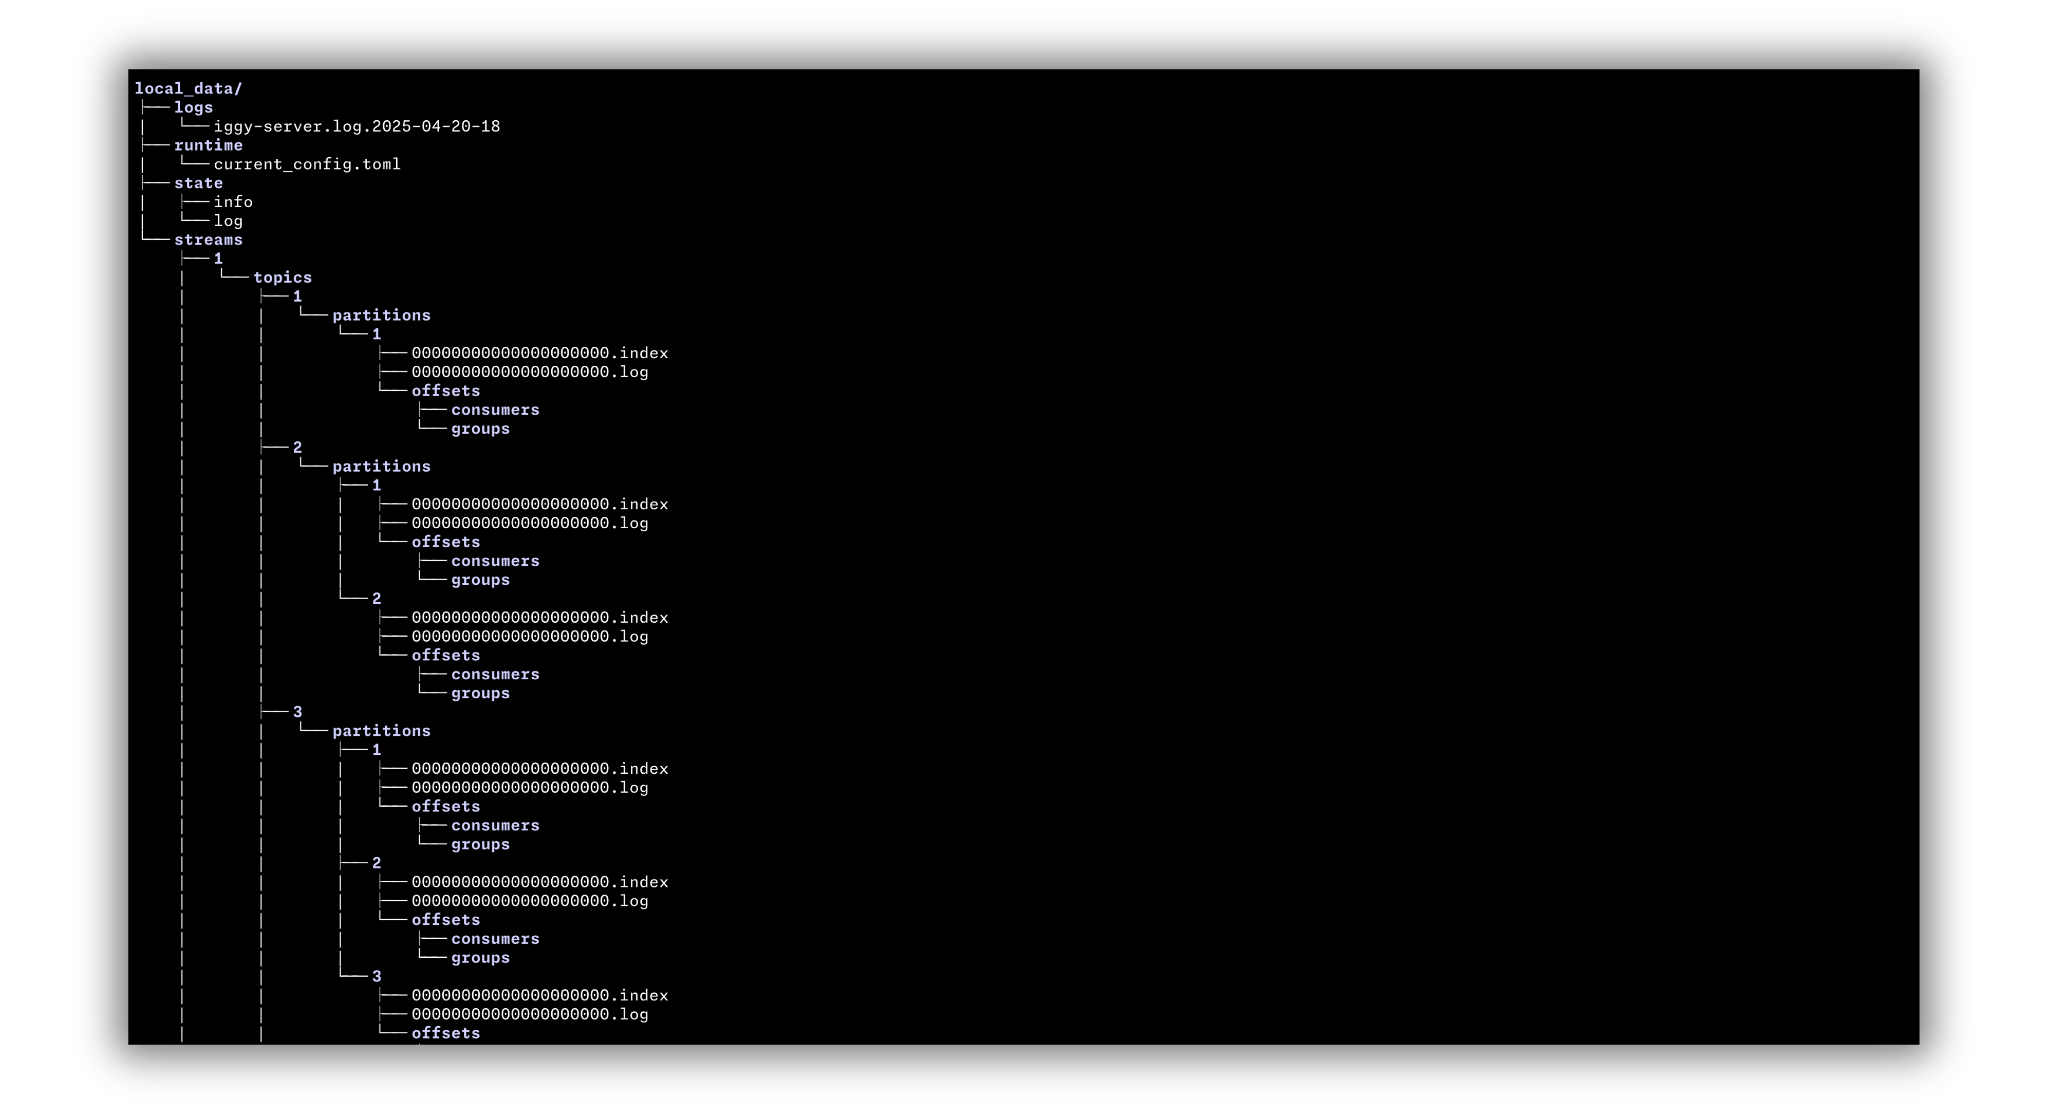 local_data/
├── logs
│   └── iggy-server.log.2025-04-20-18
├── runtime
│   └── current_config.toml
├── state
│   ├── info
│   └── log
└── streams
    ├── 1
    │   └── topics
    │       ├── 1
    │       │   └── partitions
    │       │       └── 1
    │       │           ├── 00000000000000000000.index
    │       │           ├── 00000000000000000000.log
    │       │           └── offsets
    │       │               ├── consumers
    │       │               └── groups
    │       ├── 2
    │       │   └── partitions
    │       │       ├── 1
    │       │       │   ├── 00000000000000000000.index
    │       │       │   ├── 00000000000000000000.log
    │       │       │   └── offsets
    │       │       │       ├── consumers
    │       │       │       └── groups
    │       │       └── 2
    │       │           ├── 00000000000000000000.index
    │       │           ├── 00000000000000000000.log
    │       │           └── offsets
    │       │               ├── consumers
    │       │               └── groups
    │       ├── 3
    │       │   └── partitions
    │       │       ├── 1
    │       │       │   ├── 00000000000000000000.index
    │       │       │   ├── 00000000000000000000.log
    │       │       │   └── offsets
    │       │       │       ├── consumers
    │       │       │       └── groups
    │       │       ├── 2
    │       │       │   ├── 00000000000000000000.index
    │       │       │   ├── 00000000000000000000.log
    │       │       │   └── offsets
    │       │       │       ├── consumers
    │       │       │       └── groups
    │       │       └── 3
    │       │           ├── 00000000000000000000.index
    │       │           ├── 00000000000000000000.log
    │       │           └── offsets